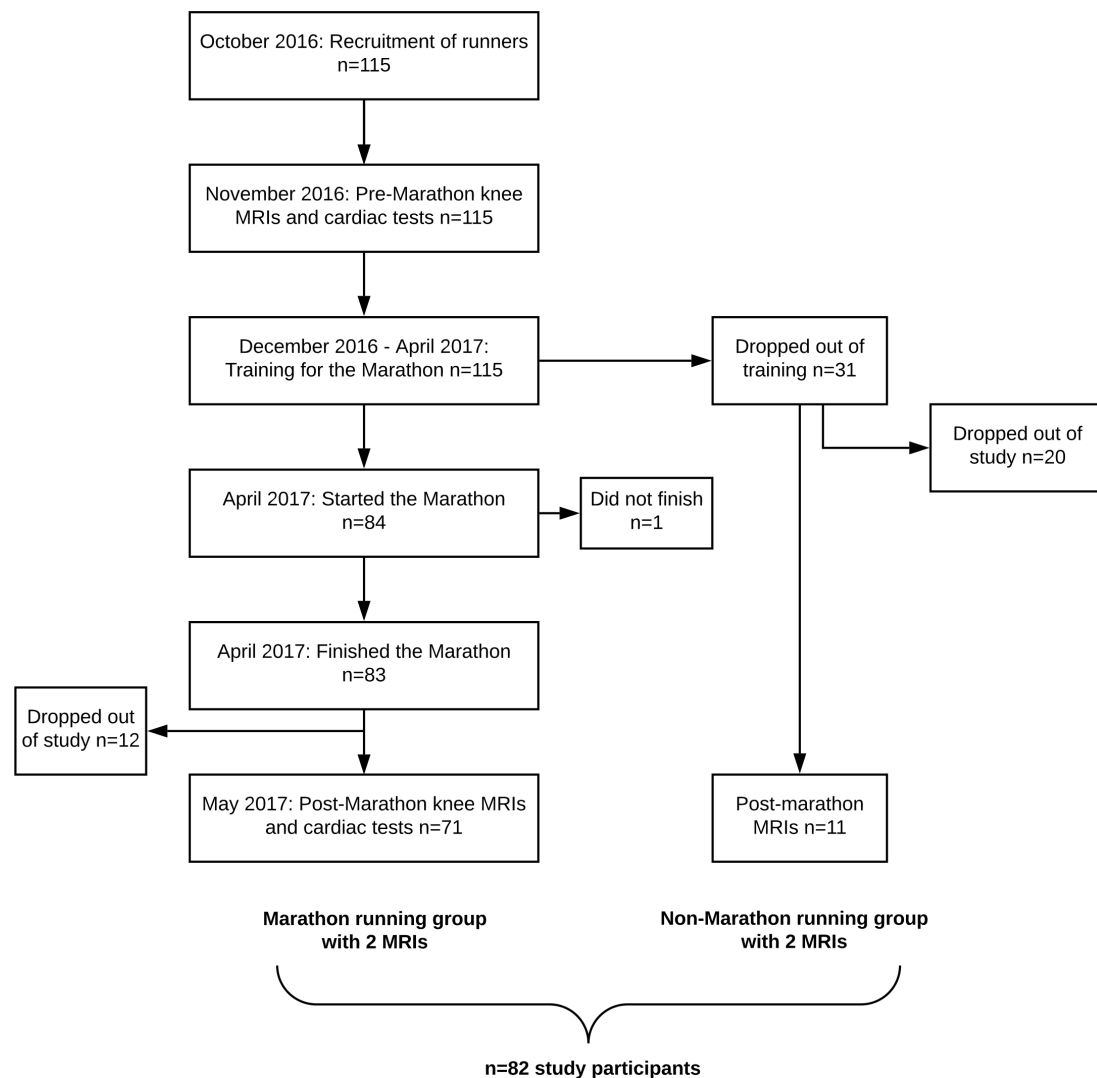 October 2016: Recruitment of runners
n=115
November 2016: Pre-Marathon knee
MRIs and cardiac tests n=115
December 2016 - April 2017:
Training for the Marathon n=115
Dropped out of
training n=31
Dropped out of
study n=20
April 2017: Started the Marathon
n=84
Did not finish
n=1
April 2017: Finished the Marathon
n=83
Dropped out
of study n=12
May 2017: Post-Marathon knee MRIs
and cardiac tests n=71
Post-marathon
MRIs n=11
Marathon running group
with 2 MRIs
Non-Marathon running group
with 2 MRIs
n=82 study participants